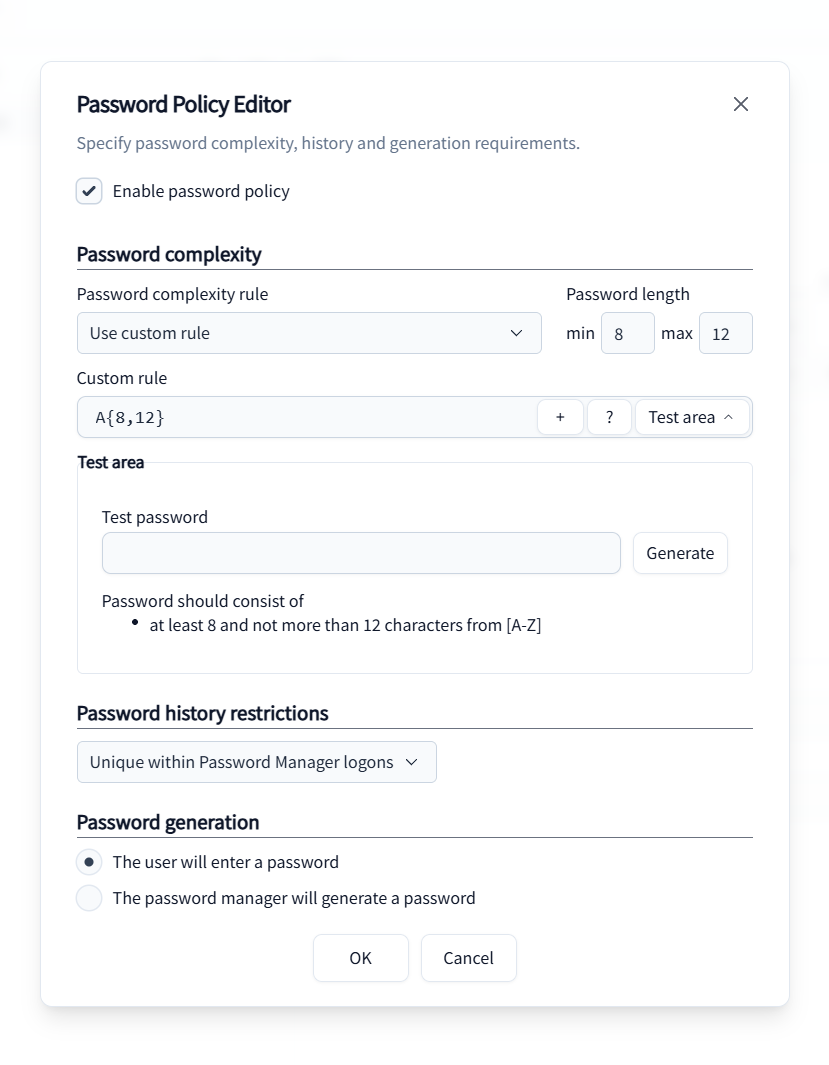 Password Policy Editor
Specify password complexity, history and generation requirements.
Enable password policy
Password complexity
Password complexity rule
Password length
Use custom rule
min 8 max 12
Custom rule
A{8,12}
+ ? Test area
Test area
Test password
Generate
Password should consist of
• at least 8 and not more than 12 characters from [A-Z]
Password history restrictions
Unique within Password Manager logons
Password generation
The user will enter a password
The password manager will generate a password
OK Cancel